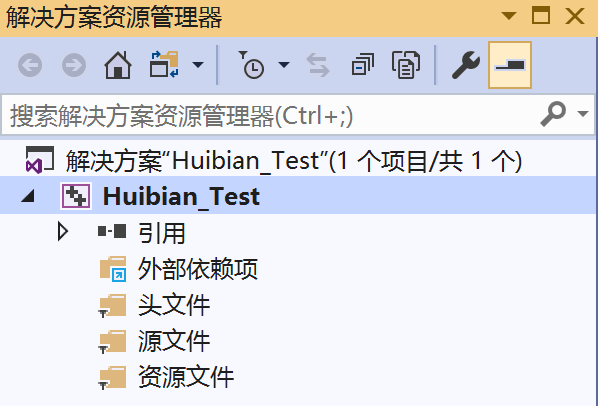 解决方案资源管理器
搜索解决方案资源管理器(Ctrl+;)
解决方案"Huibian_Test"(1 个项目/共 1 个)
Huibian_Test
引用
外部依赖项
头文件
源文件
资源文件